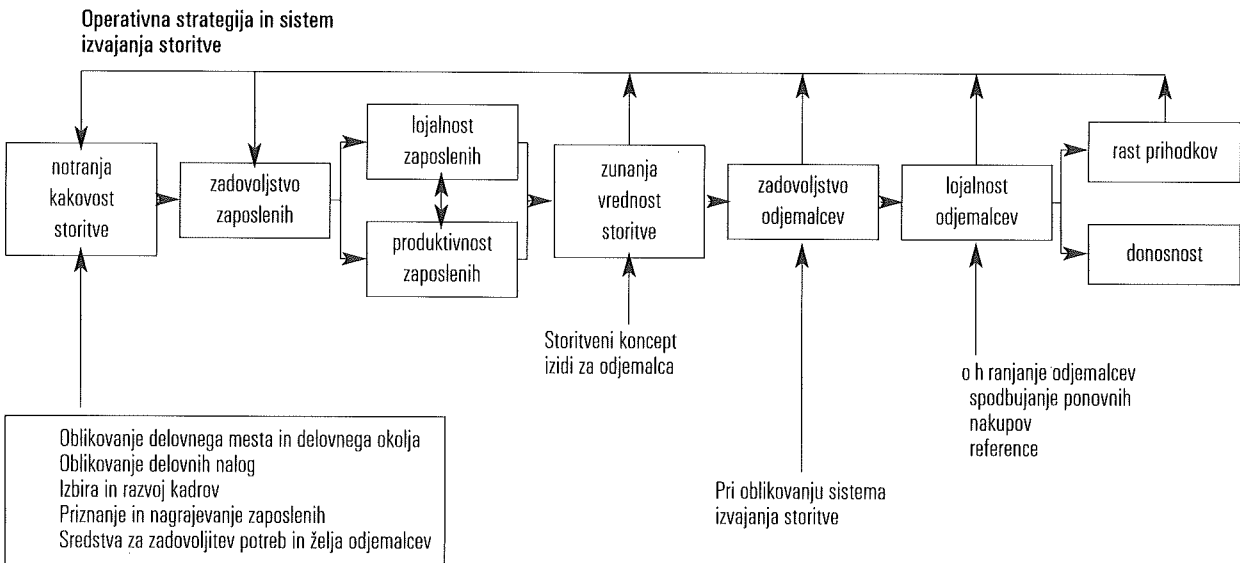 Operativna strategija in sistem
izvajanja storitve
notranja
kakovost
storitve
zadovoljstvo
zaposlenih
lojalnost
zaposlenih
produktivnost
zaposlenih
zunanja
vrednost
storitve
zadovoljstvo
odjemalcev
lojalnost
odjemalcev
rast prihodkov
donosnost
Storitveni koncept
izidi za odjemalca
o h ranjanje odjemalcev
spodbujanje ponovnih
nakupov
reference
Pri oblikovanju sistema
izvajanja storitve
Oblikovanje delovnega mesta in delovnega okolja
Oblikovanje delovnih nalog
Izbira in razvoj kadrov
Priznanje in nagrajevanje zaposlenih
Sredstva za zadovoljitev potreb in želja odjemalcev